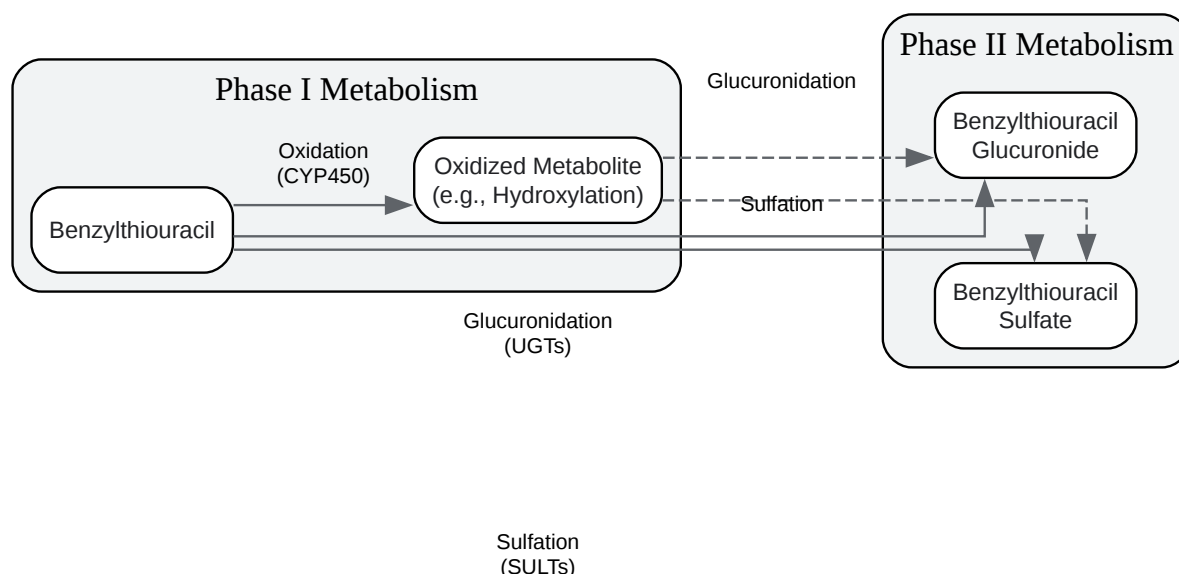 Phase I Metabolism
Phase II Metabolism
Glucuronidation
Oxidation
(CYP450)
Oxidized Metabolite
(e.g., Hydroxylation)
Benzylthiouracil
Benzylthiouracil
Glucuronide
Sulfation
Benzylthiouracil
Sulfate
Glucuronidation
(UGTs)
Sulfation
(SULTs)